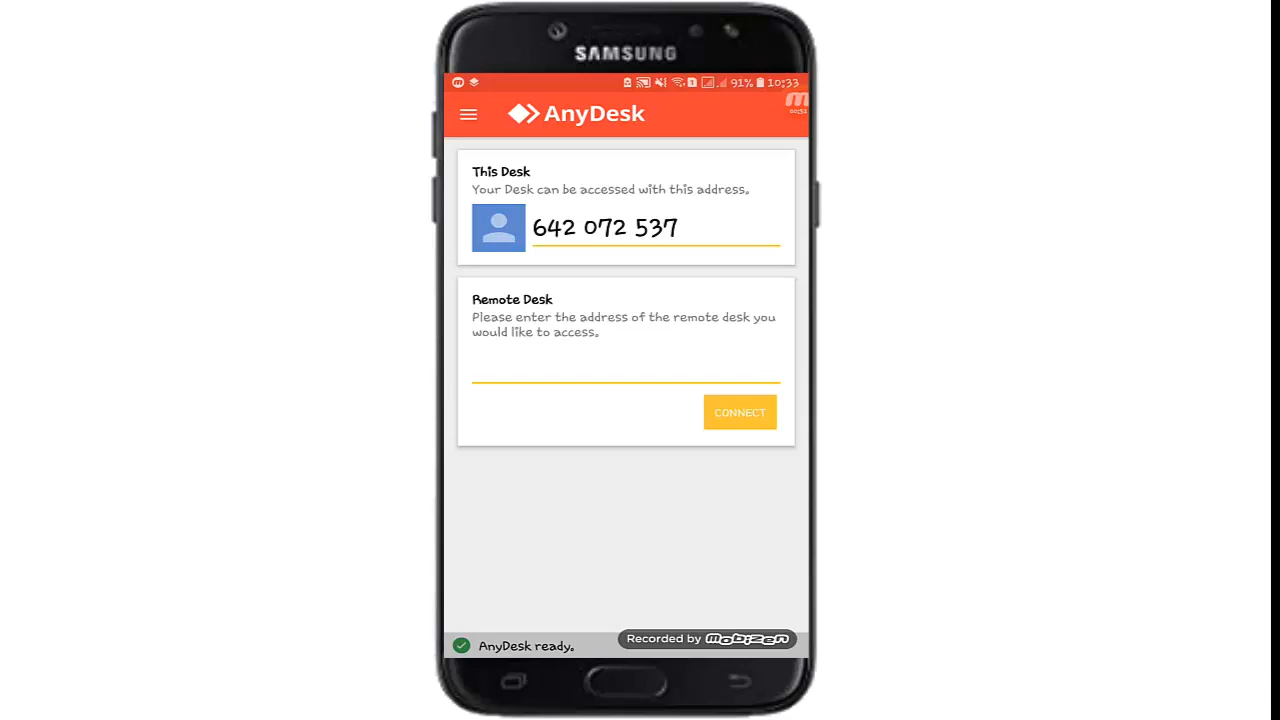 SAMSUNG
91% 10:33
AnyDesk
00:52
This Desk
Your Desk can be accessed with this address.
642 072 537
Remote Desk
Please enter the address of the remote desk you
would like to access.
CONNECT
Recorded by mobizen
AnyDesk ready.